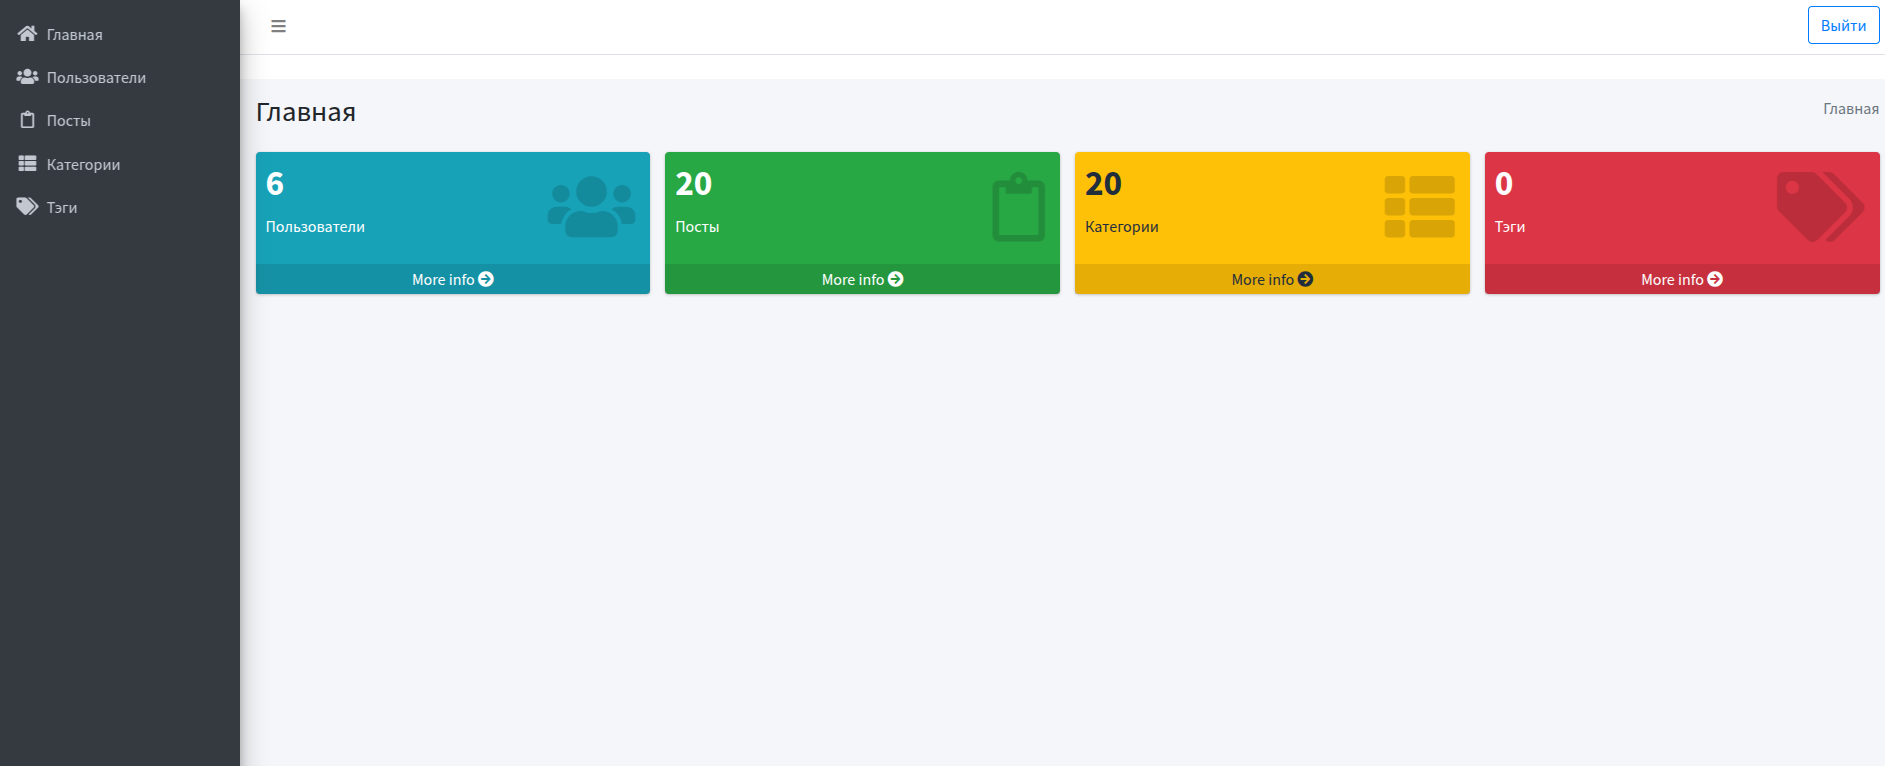 Главная
Пользователи
Посты
Категории
Тэги
Выйти
Главная
Главная
6
Пользователи
More info
20
Посты
More info
20
Категории
More info
0
Тэги
More info